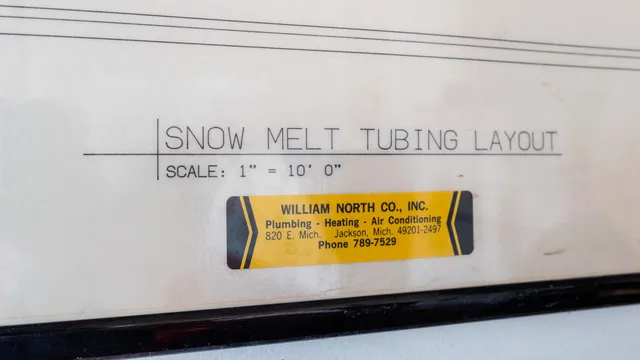 SNOW MELT TUBING LAYOUT
SCALE: 1" = 10' 0"
WILLIAM NORTH CO., INC.
Plumbing - Heating - Air Conditioning
820 E. Mich. Jackson, Mich. 49201-2497
Phone 789-7529